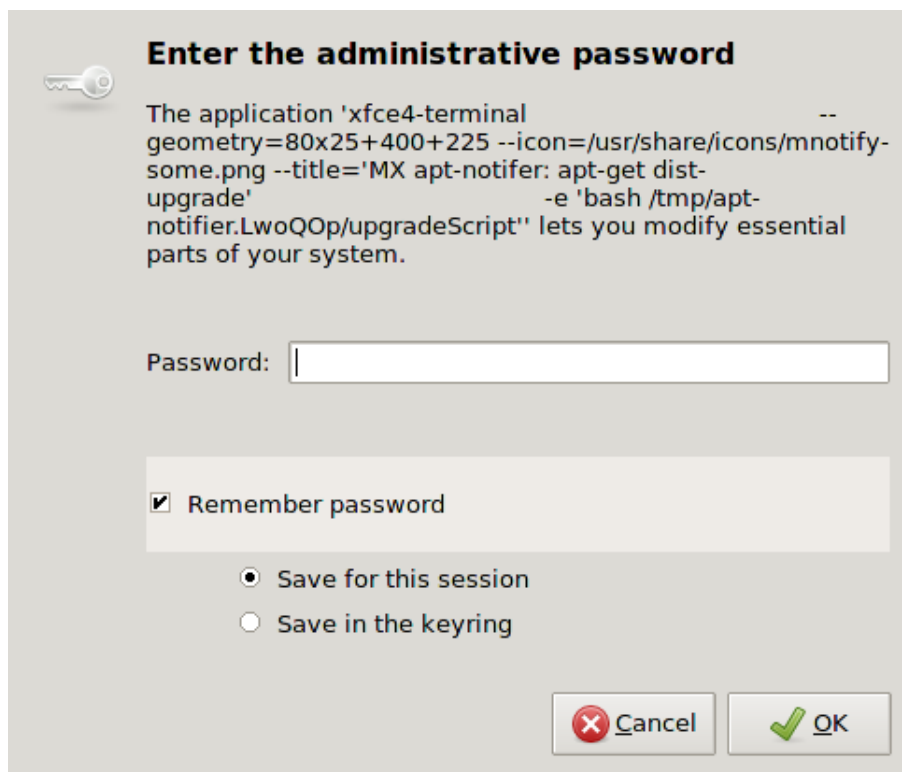 Enter the administrative password
The application 'xfce4-terminal --
geometry=80x25+400+225 --icon=/usr/share/icons/mnotify-
some.png --title='MX apt-notifer: apt-get dist-
upgrade' -e 'bash /tmp/apt-
notifier.LwoQOp/upgradeScript'' lets you modify essential
parts of your system.
Password:
Remember password
Save for this session
Save in the keyring
Cancel OK